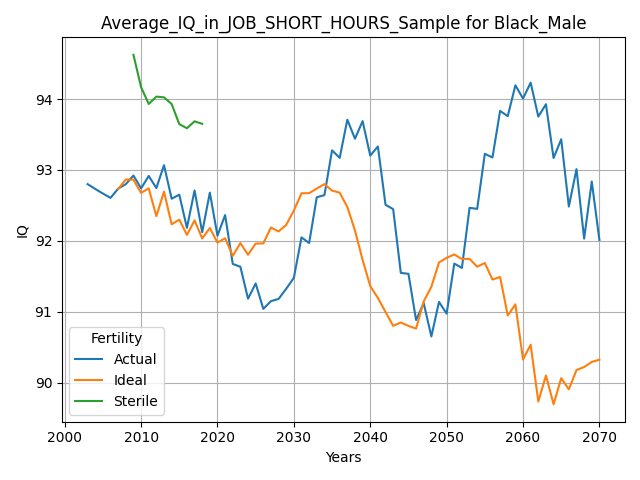 Average_IQ_in_JOB_SHORT_HOURS_Sample for Black_Male
IQ
94
93
92
91
90
Fertility
Actual
Ideal
Sterile
2000 2010 2020 2030 2040 2050 2060 2070
Years